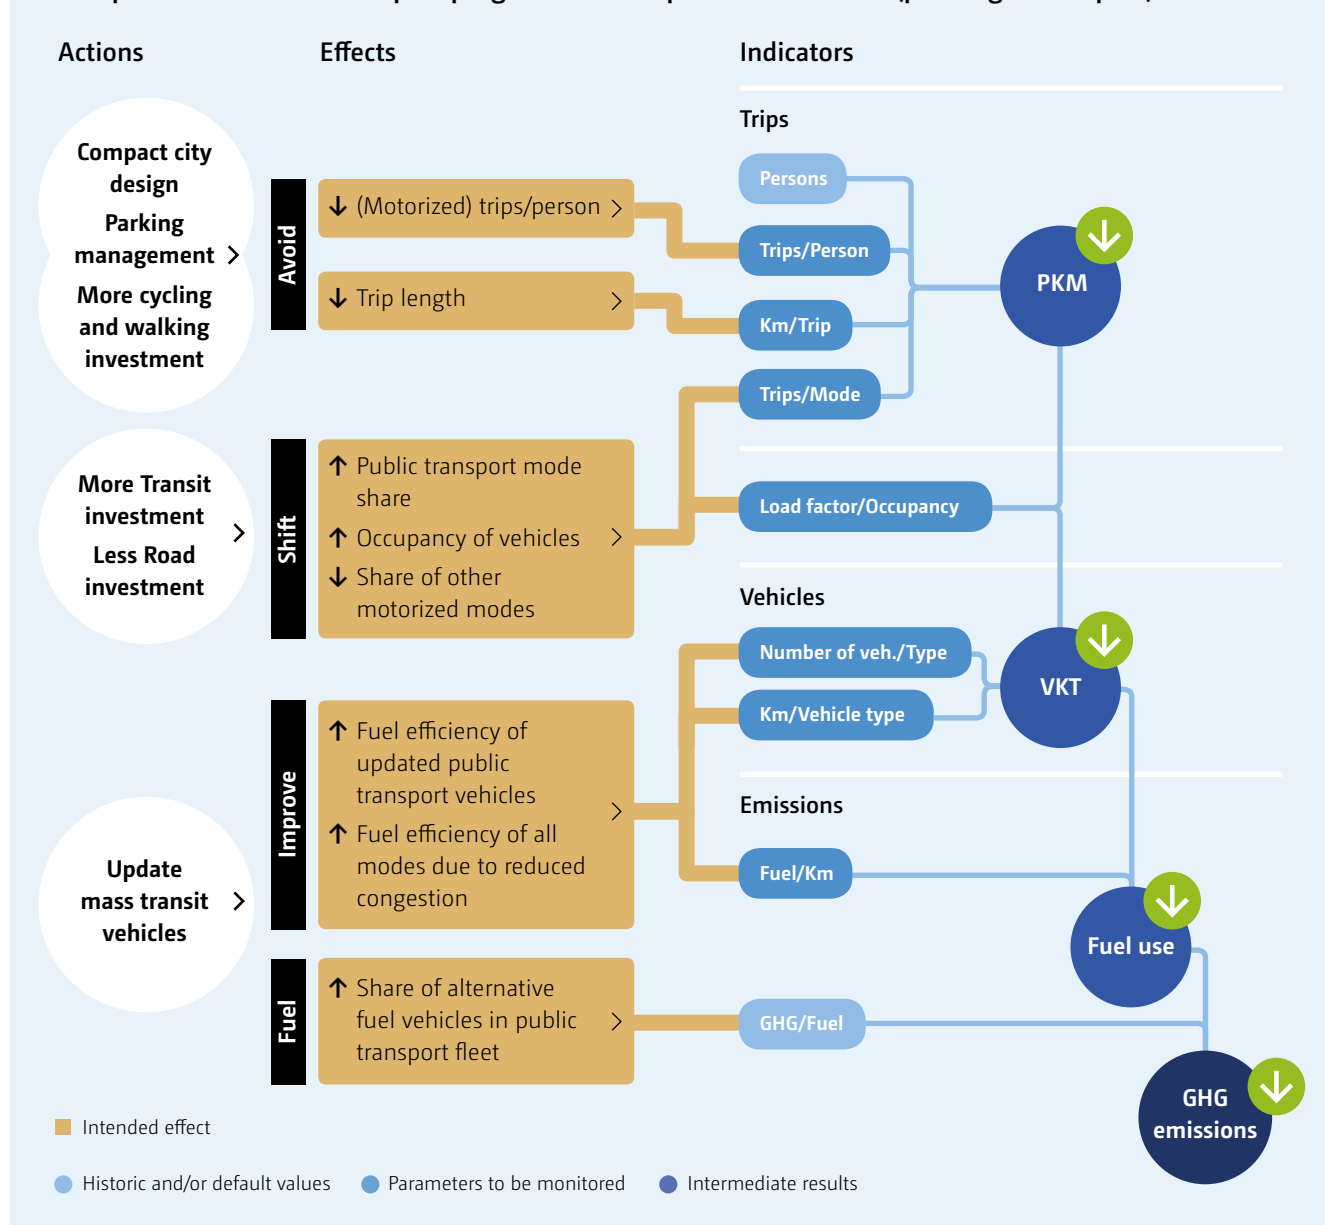 Actions
Effects
Indicators
Compact city
design
Parking
management
More cycling
and walking
investment
Avoid
↓ (Motorized) trips/person
↓ Trip length
Trips
Persons
Trips/Person
Km/Trip
Trips/Mode
PKM
More Transit
investment
Less Road
investment
Shift
↑ Public transport mode
share
↑ Occupancy of vehicles
↓ Share of other
motorized modes
Load factor/Occupancy
Vehicles
Number of veh./Type
Km/Vehicle type
VKT
Update
mass transit
vehicles
Improve
↑ Fuel efficiency of
updated public
transport vehicles
↑ Fuel efficiency of all
modes due to reduced
congestion
Emissions
Fuel/Km
Fuel use
Fuel
↑ Share of alternative
fuel vehicles in public
transport fleet
GHG/Fuel
GHG
emissions
Intended effect
Historic and/or default values
Parameters to be monitored
Intermediate results